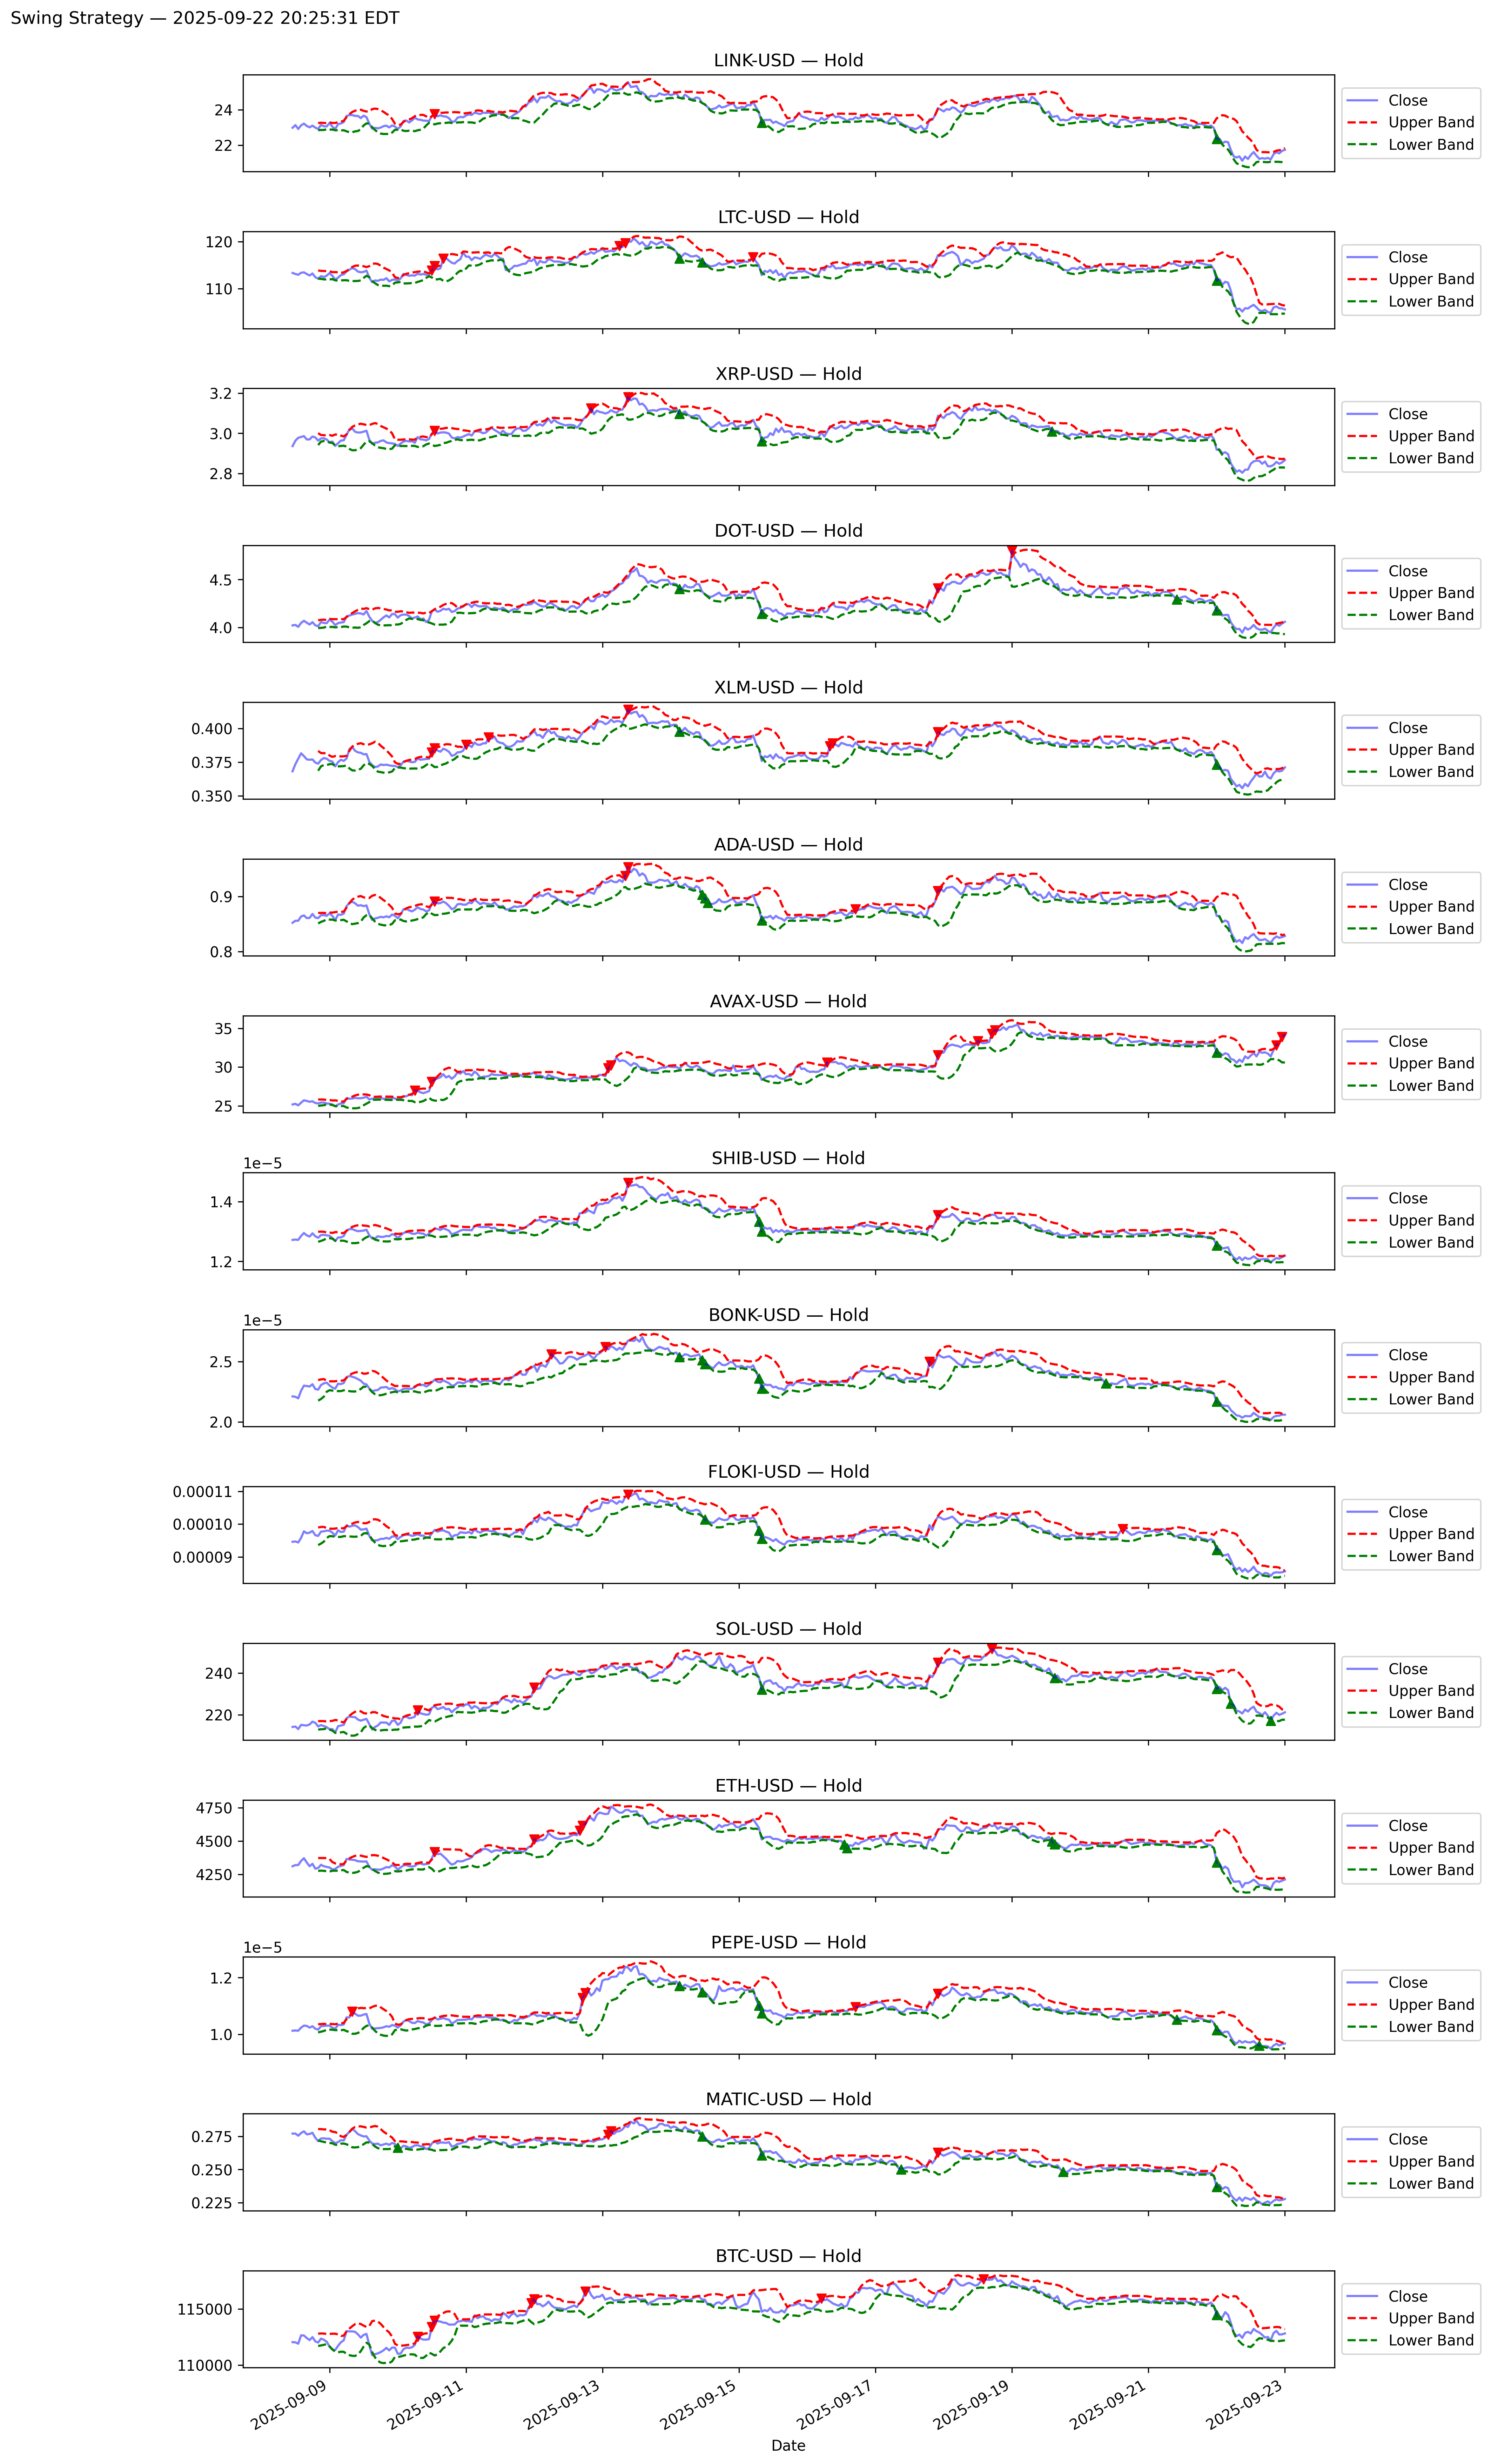 Swing Strategy — 2025-09-22 20:25:31 EDT
LINK-USD — Hold
24
22
Close
Upper Band
Lower Band
LTC-USD — Hold
120
110
Close
Upper Band
Lower Band
XRP-USD — Hold
3.2
3.0
2.8
Close
Upper Band
Lower Band
DOT-USD — Hold
4.5
4.0
Close
Upper Band
Lower Band
XLM-USD — Hold
0.400
0.375
0.350
Close
Upper Band
Lower Band
ADA-USD — Hold
0.9
0.8
Close
Upper Band
Lower Band
AVAX-USD — Hold
35
30
25
Close
Upper Band
Lower Band
SHIB-USD — Hold
1e−5
1.4
1.2
Close
Upper Band
Lower Band
BONK-USD — Hold
1e−5
2.5
2.0
Close
Upper Band
Lower Band
FLOKI-USD — Hold
0.00011
0.00010
0.00009
Close
Upper Band
Lower Band
SOL-USD — Hold
240
220
Close
Upper Band
Lower Band
ETH-USD — Hold
4750
4500
4250
Close
Upper Band
Lower Band
PEPE-USD — Hold
1e−5
1.2
1.0
Close
Upper Band
Lower Band
MATIC-USD — Hold
0.275
0.250
0.225
Close
Upper Band
Lower Band
BTC-USD — Hold
115000
110000
Close
Upper Band
Lower Band
2025-09-09
2025-09-11
2025-09-13
2025-09-15
2025-09-17
2025-09-19
2025-09-21
2025-09-23
Date